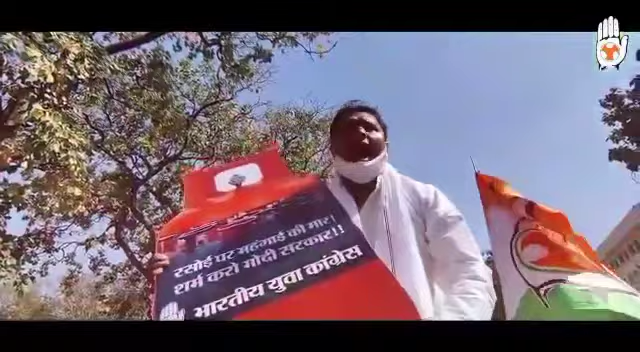 रसोई पर महंगाई की मार!
शर्म करो मोदी सरकार!!
भारतीय युवा कांग्रेस